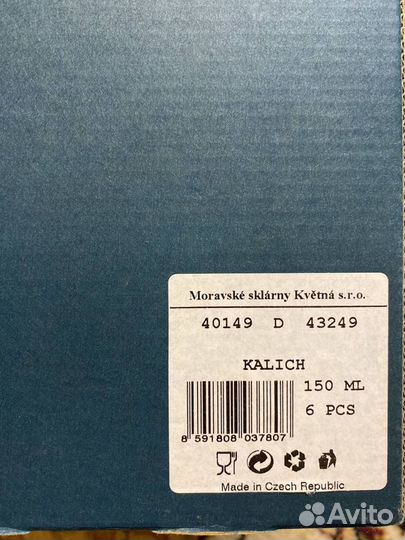 Moravské sklárny Květná s.r.o.
40149 D 43249
KALICH
150 ML
6 PCS
8 591808 037807
Made in Czech Republic
Avito